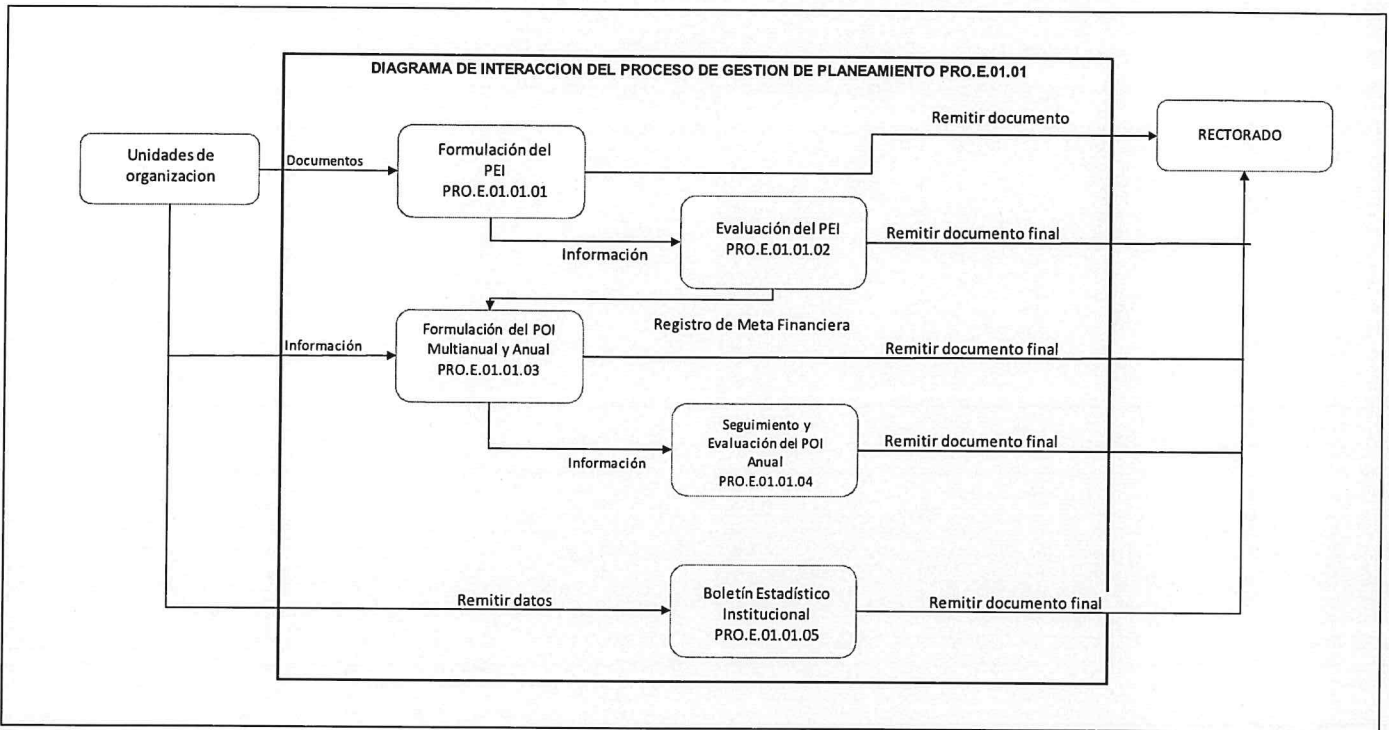 DIAGRAMA DE INTERACCION DEL PROCESO DE GESTION DE PLANEAMIENTO PRO.E.01.01
Unidades de
organizacion
Documentos
Formulación del
PEI
PRO.E.01.01.01
Remitir documento
RECTORADO
Información
Evaluación del PEI
PRO.E.01.01.02
Remitir documento final
Registro de Meta Financiera
Información
Formulación del POI
Multianual y Anual
PRO.E.01.01.03
Remitir documento final
Información
Seguimiento y
Evaluación del POI
Anual
PRO.E.01.01.04
Remitir documento final
Remitir datos
Boletín Estadístico
Institucional
PRO.E.01.01.05
Remitir documento final